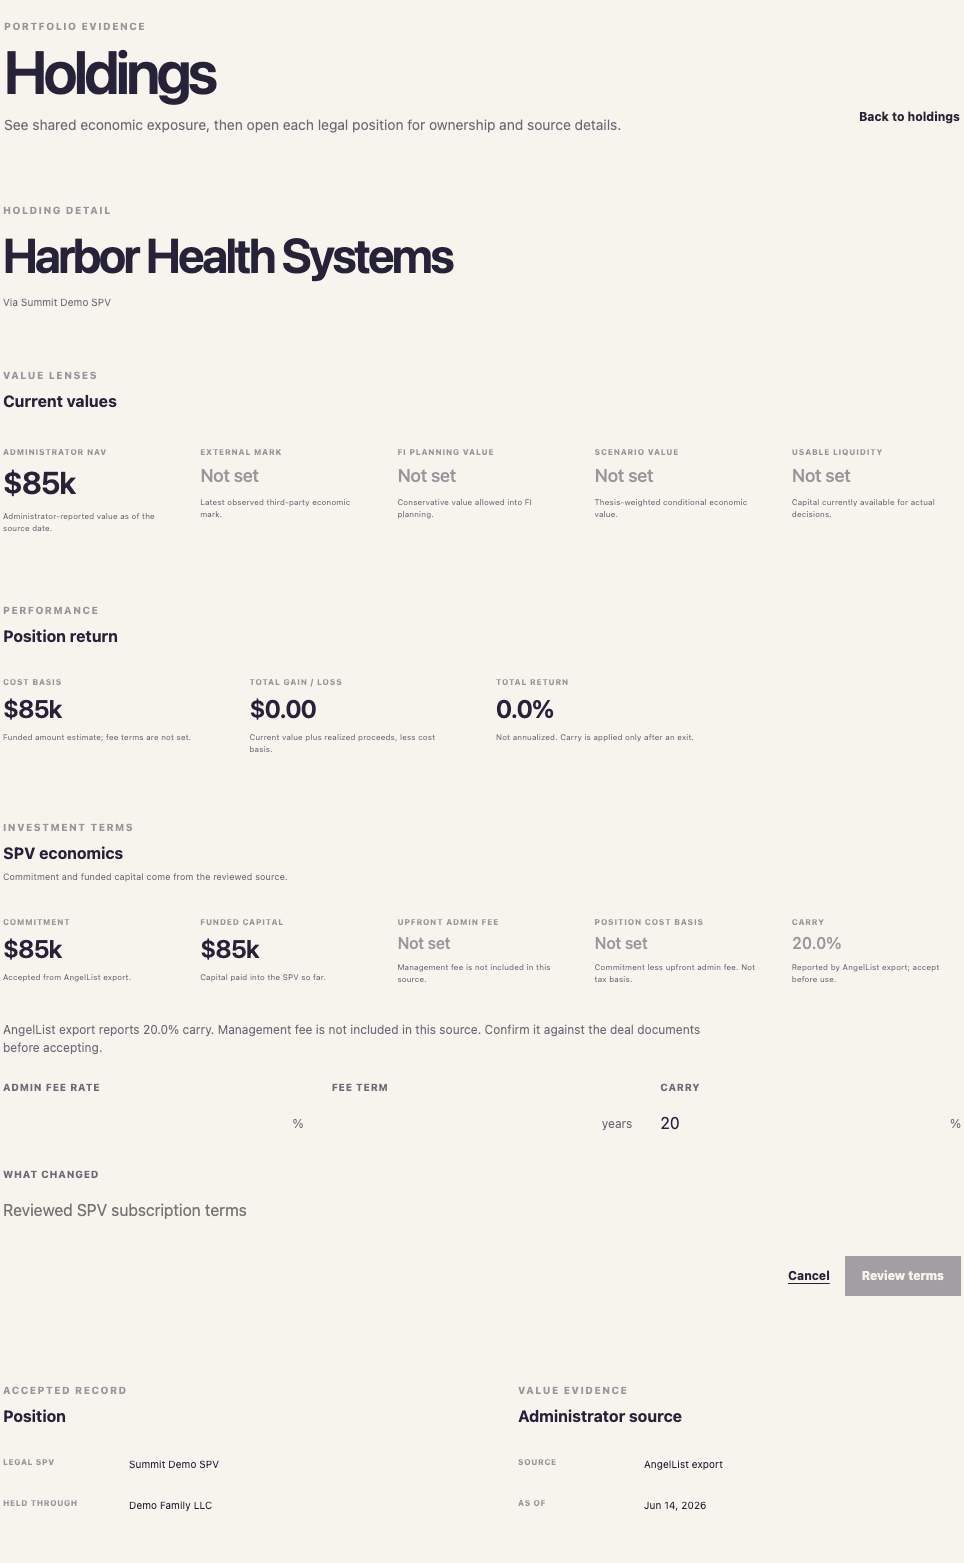 PORTFOLIO EVIDENCE
Holdings
See shared economic exposure, then open each legal position for ownership and source details.
Back to holdings
HOLDING DETAIL
Harbor Health Systems
Via Summit Demo SPV
VALUE LENSES
Current values
ADMINISTRATOR NAV
$85k
Administrator-reported value as of the
source date.
EXTERNAL MARK
Not set
Latest observed third-party economic
mark.
FI PLANNING VALUE
Not set
Conservative value allowed into FI
planning.
SCENARIO VALUE
Not set
Thesis-weighted conditional economic
value.
USABLE LIQUIDITY
Not set
Capital currently available for actual
decisions.
PERFORMANCE
Position return
COST BASIS
$85k
Funded amount estimate; fee terms are not set.
TOTAL GAIN / LOSS
$0.00
Current value plus realized proceeds, less cost
basis.
TOTAL RETURN
0.0%
Not annualized. Carry is applied only after an exit.
INVESTMENT TERMS
SPV economics
Commitment and funded capital come from the reviewed source.
COMMITMENT
$85k
Accepted from AngelList export.
FUNDED CAPITAL
$85k
Capital paid into the SPV so far.
UPFRONT ADMIN FEE
Not set
Management fee is not included in this
source.
POSITION COST BASIS
Not set
Commitment less upfront admin fee. Not
tax basis.
CARRY
20.0%
Reported by AngelList export; accept
before use.
AngelList export reports 20.0% carry. Management fee is not included in this source. Confirm it against the deal documents
before accepting.
ADMIN FEE RATE
%
FEE TERM
years
CARRY
20
%
WHAT CHANGED
Reviewed SPV subscription terms
Cancel
Review terms
ACCEPTED RECORD
Position
LEGAL SPV
Summit Demo SPV
HELD THROUGH
Demo Family LLC
VALUE EVIDENCE
Administrator source
SOURCE
AngelList export
AS OF
Jun 14, 2026